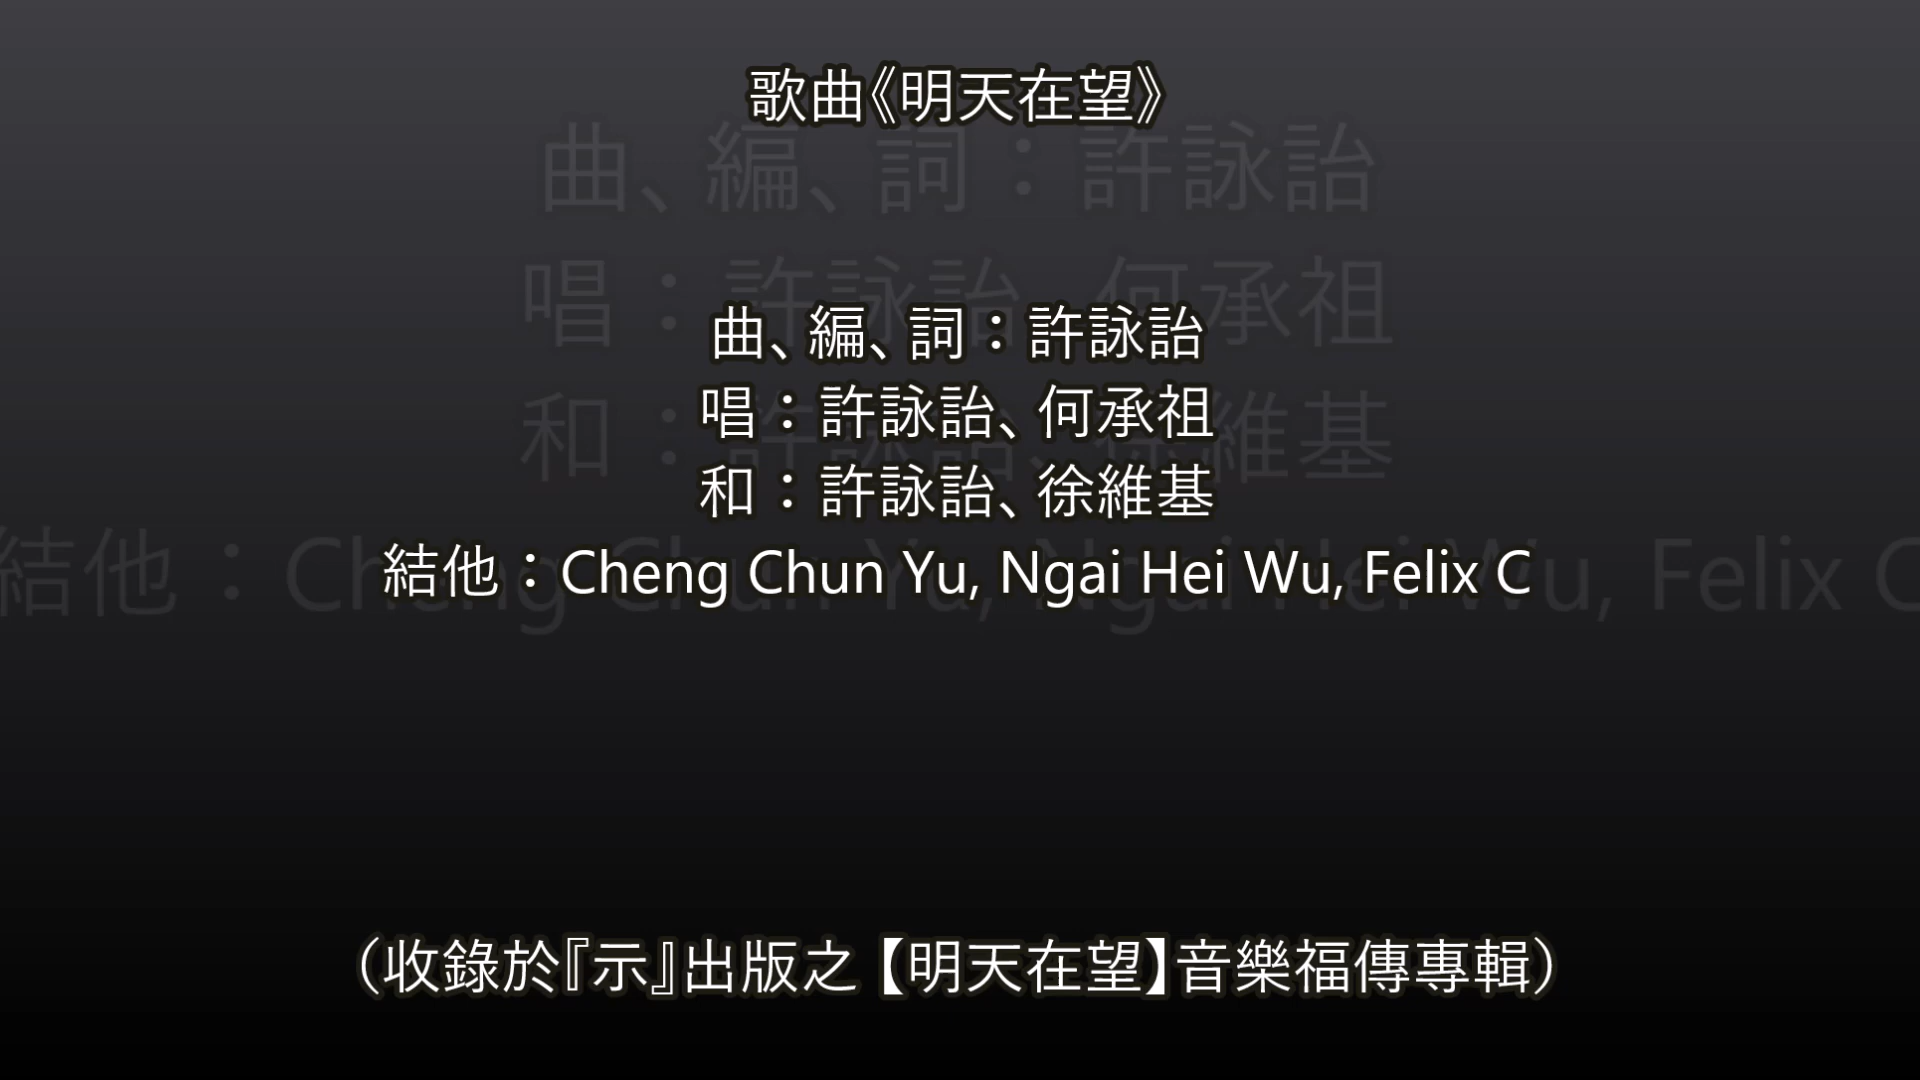 歌曲《明天在望》
曲、編、詞：許詠詒
唱：許詠詒、何承祖
和：許詠詒、徐維基
結他：Cheng Chun Yu, Ngai Hei Wu, Felix C
（收錄於『示』出版之【明天在望】音樂福傳專輯）